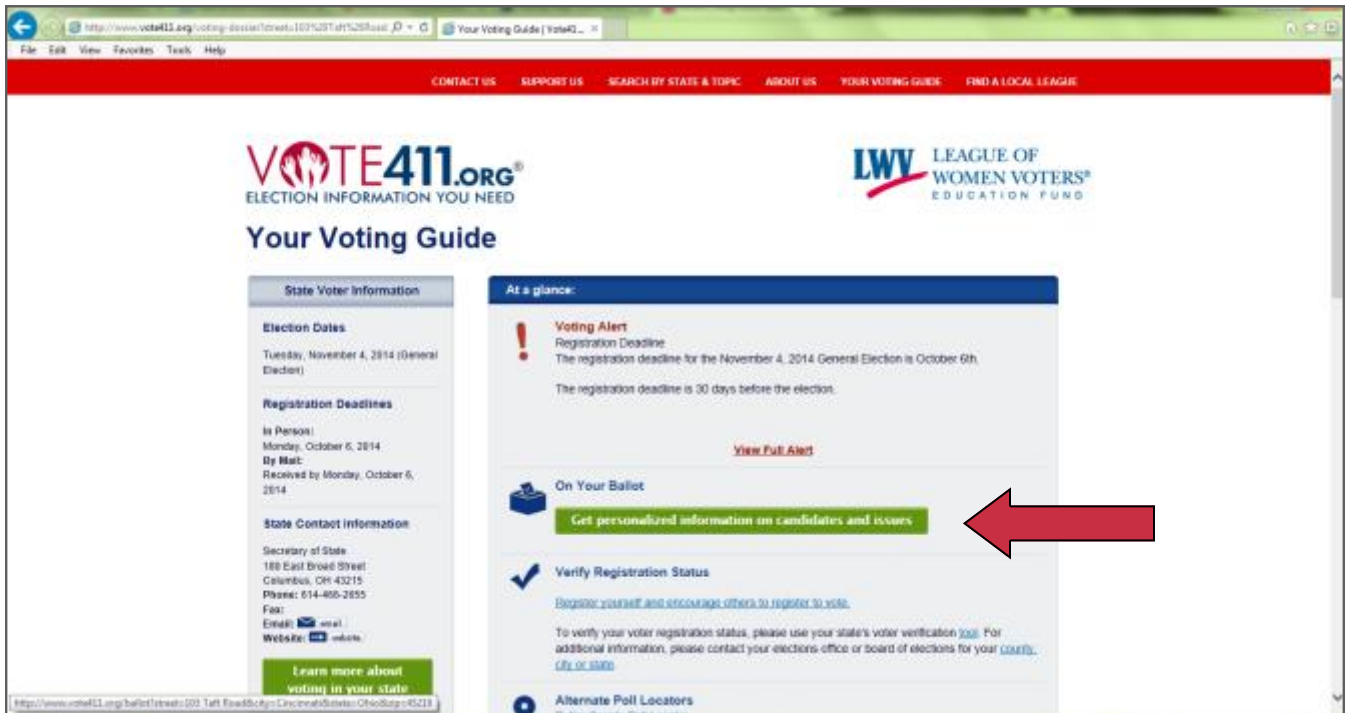 Your Voting Guide | Vote41...
File Edit View Favorites Tools Help
CONTACT US SUPPORT US SEARCH BY STATE & TOPIC ABOUT US YOUR VOTING GUIDE FIND A LOCAL LEAGUE
VOTE411.ORG®
ELECTION INFORMATION YOU NEED
LWV LEAGUE OF
WOMEN VOTERS®
EDUCATION FUND
Your Voting Guide
State Voter Information
Election Dates
Tuesday, November 4, 2014 (General
Election)
Registration Deadlines
In Person:
Monday, October 6, 2014
By Mail:
Received by Monday, October 6,
2014
State Contact Information
Secretary of State
180 East Broad Street
Columbus, OH 43215
Phone: 614-466-2655
Fax:
Email: email
Website: website
Learn more about
voting in your state
At a glance:
Voting Alert
Registration Deadline
The registration deadline for the November 4, 2014 General Election is October 6th.
The registration deadline is 30 days before the election.
View Full Alert
On Your Ballot
Get personalized information on candidates and issues
Verify Registration Status
Register yourself and encourage others to register to vote.
To verify your voter registration status, please use your state's voter verification tool. For
additional information, please contact your elections office or board of elections for your county,
city or state.
Alternate Poll Locators